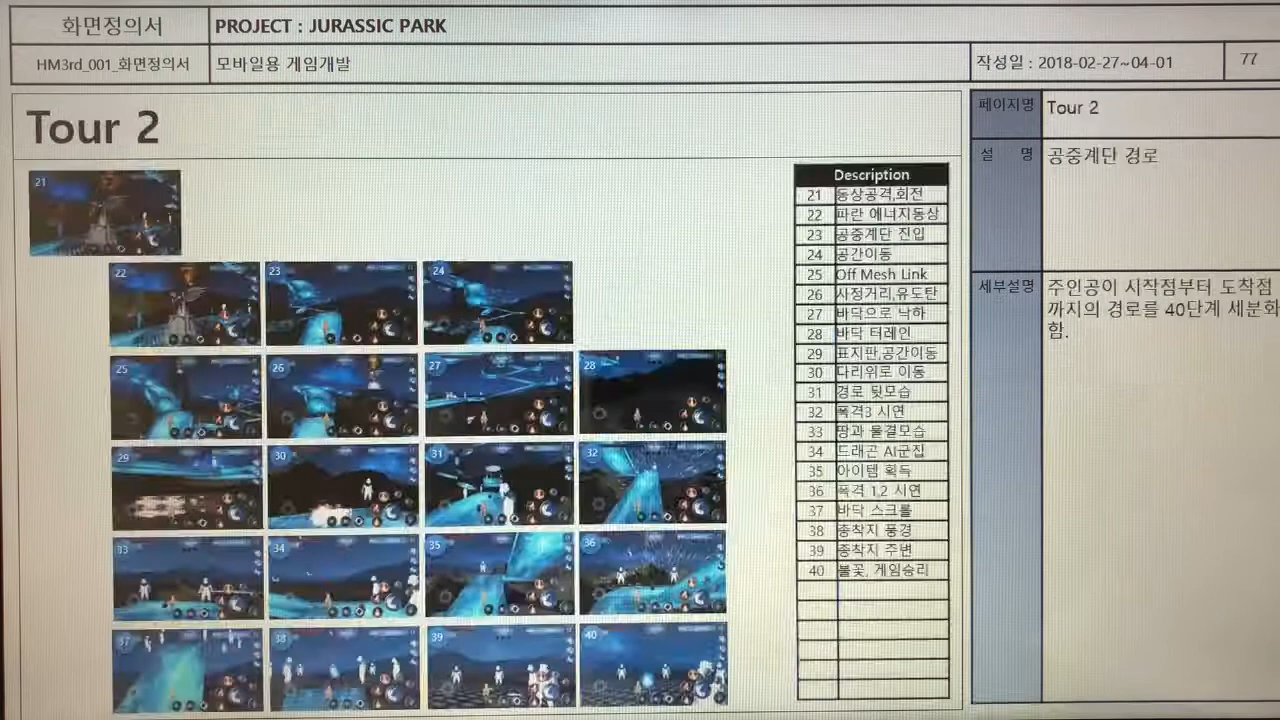 화면정의서
PROJECT : JURASSIC PARK
HM3rd_001_화면정의서
모바일용 게임개발
작성일 : 2018-02-27~04-01
77
Tour 2
페이지명
Tour 2
설 명
공중계단 경로
세부설명
주인공이 시작점부터 도착점
까지의 경로를 40단계 세분화
함.
Description
21 동상공격,회전
22 파란 에너지동상
23 공중계단 진입
24 공간이동
25 Off Mesh Link
26 사정거리,유도탄
27 바닥으로 낙하
28 바닥 터레인
29 표지판,공간이동
30 다리위로 이동
31 경로 뒷모습
32 폭격3 시연
33 땅과 물결모습
34 드래곤 AI군집
35 아이템 획득
36 폭격 1,2 시연
37 바닥 스크롤
38 종착지 풍경
39 종착지 주변
40 불꽃, 게임승리
21
22
23
24
25
26
27
28
29
30
31
32
33
34
35
36
37
38
39
40